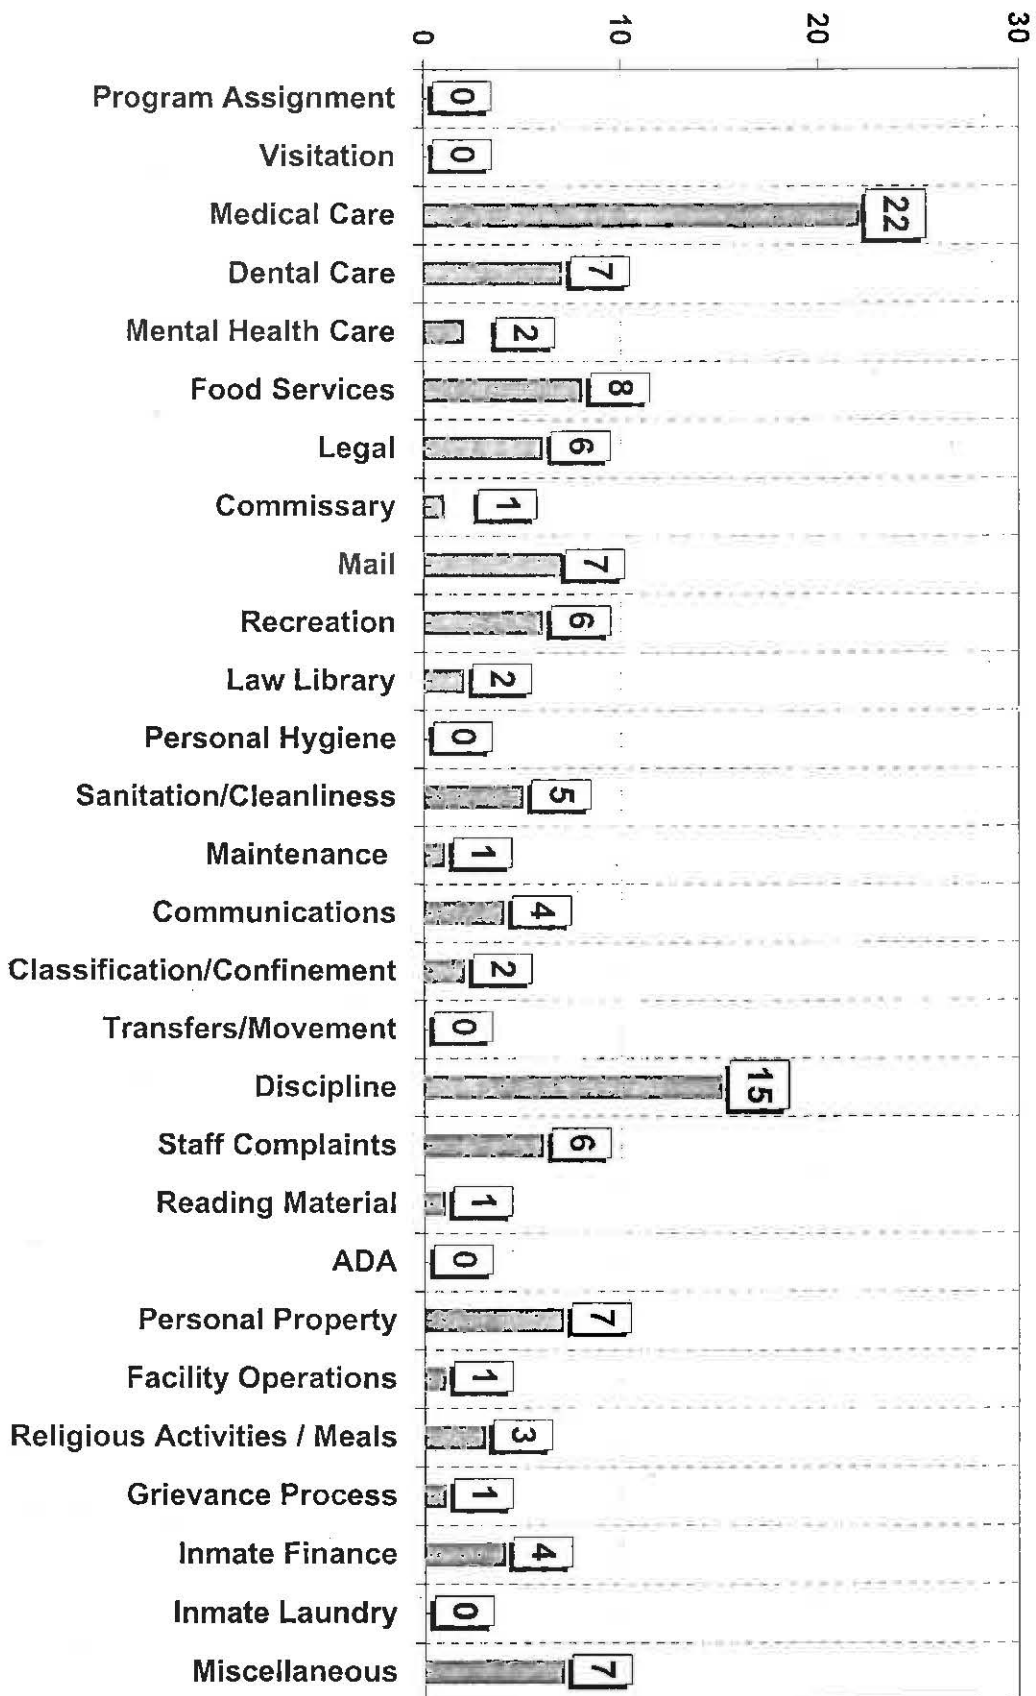 0 10 20 30
Program Assignment 0
Visitation 0
Medical Care 22
Dental Care 7
Mental Health Care 2
Food Services 8
Legal 6
Commissary 1
Mail 7
Recreation 6
Law Library 2
Personal Hygiene 0
Sanitation/Cleanliness 5
Maintenance 1
Communications 4
Classification/Confinement 2
Transfers/Movement 0
Discipline 15
Staff Complaints 6
Reading Material 1
ADA 0
Personal Property 7
Facility Operations 1
Religious Activities / Meals 3
Grievance Process 1
Inmate Finance 4
Inmate Laundry 0
Miscellaneous 7